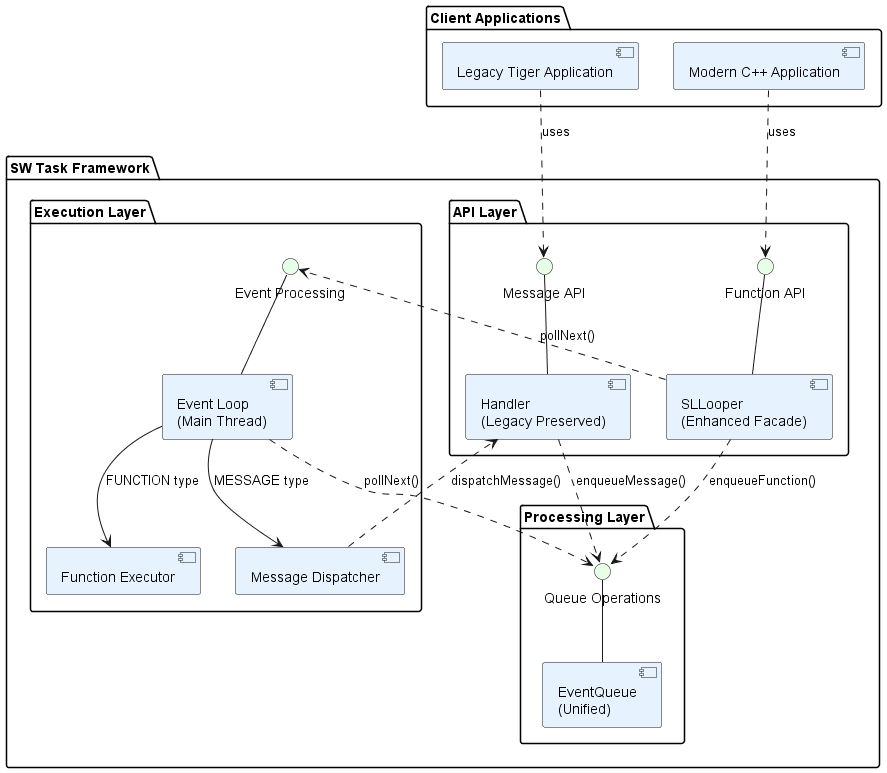 Client Applications
Legacy Tiger Application
Modern C++ Application
uses
uses
SW Task Framework
Execution Layer
API Layer
Event Processing
Message API
Function API
pollNext()
Event Loop
(Main Thread)
Handler
(Legacy Preserved)
SLLooper
(Enhanced Facade)
FUNCTION type
MESSAGE type
pollNext()
dispatchMessage()
enqueueMessage()
enqueueFunction()
Processing Layer
Function Executor
Message Dispatcher
Queue Operations
EventQueue
(Unified)